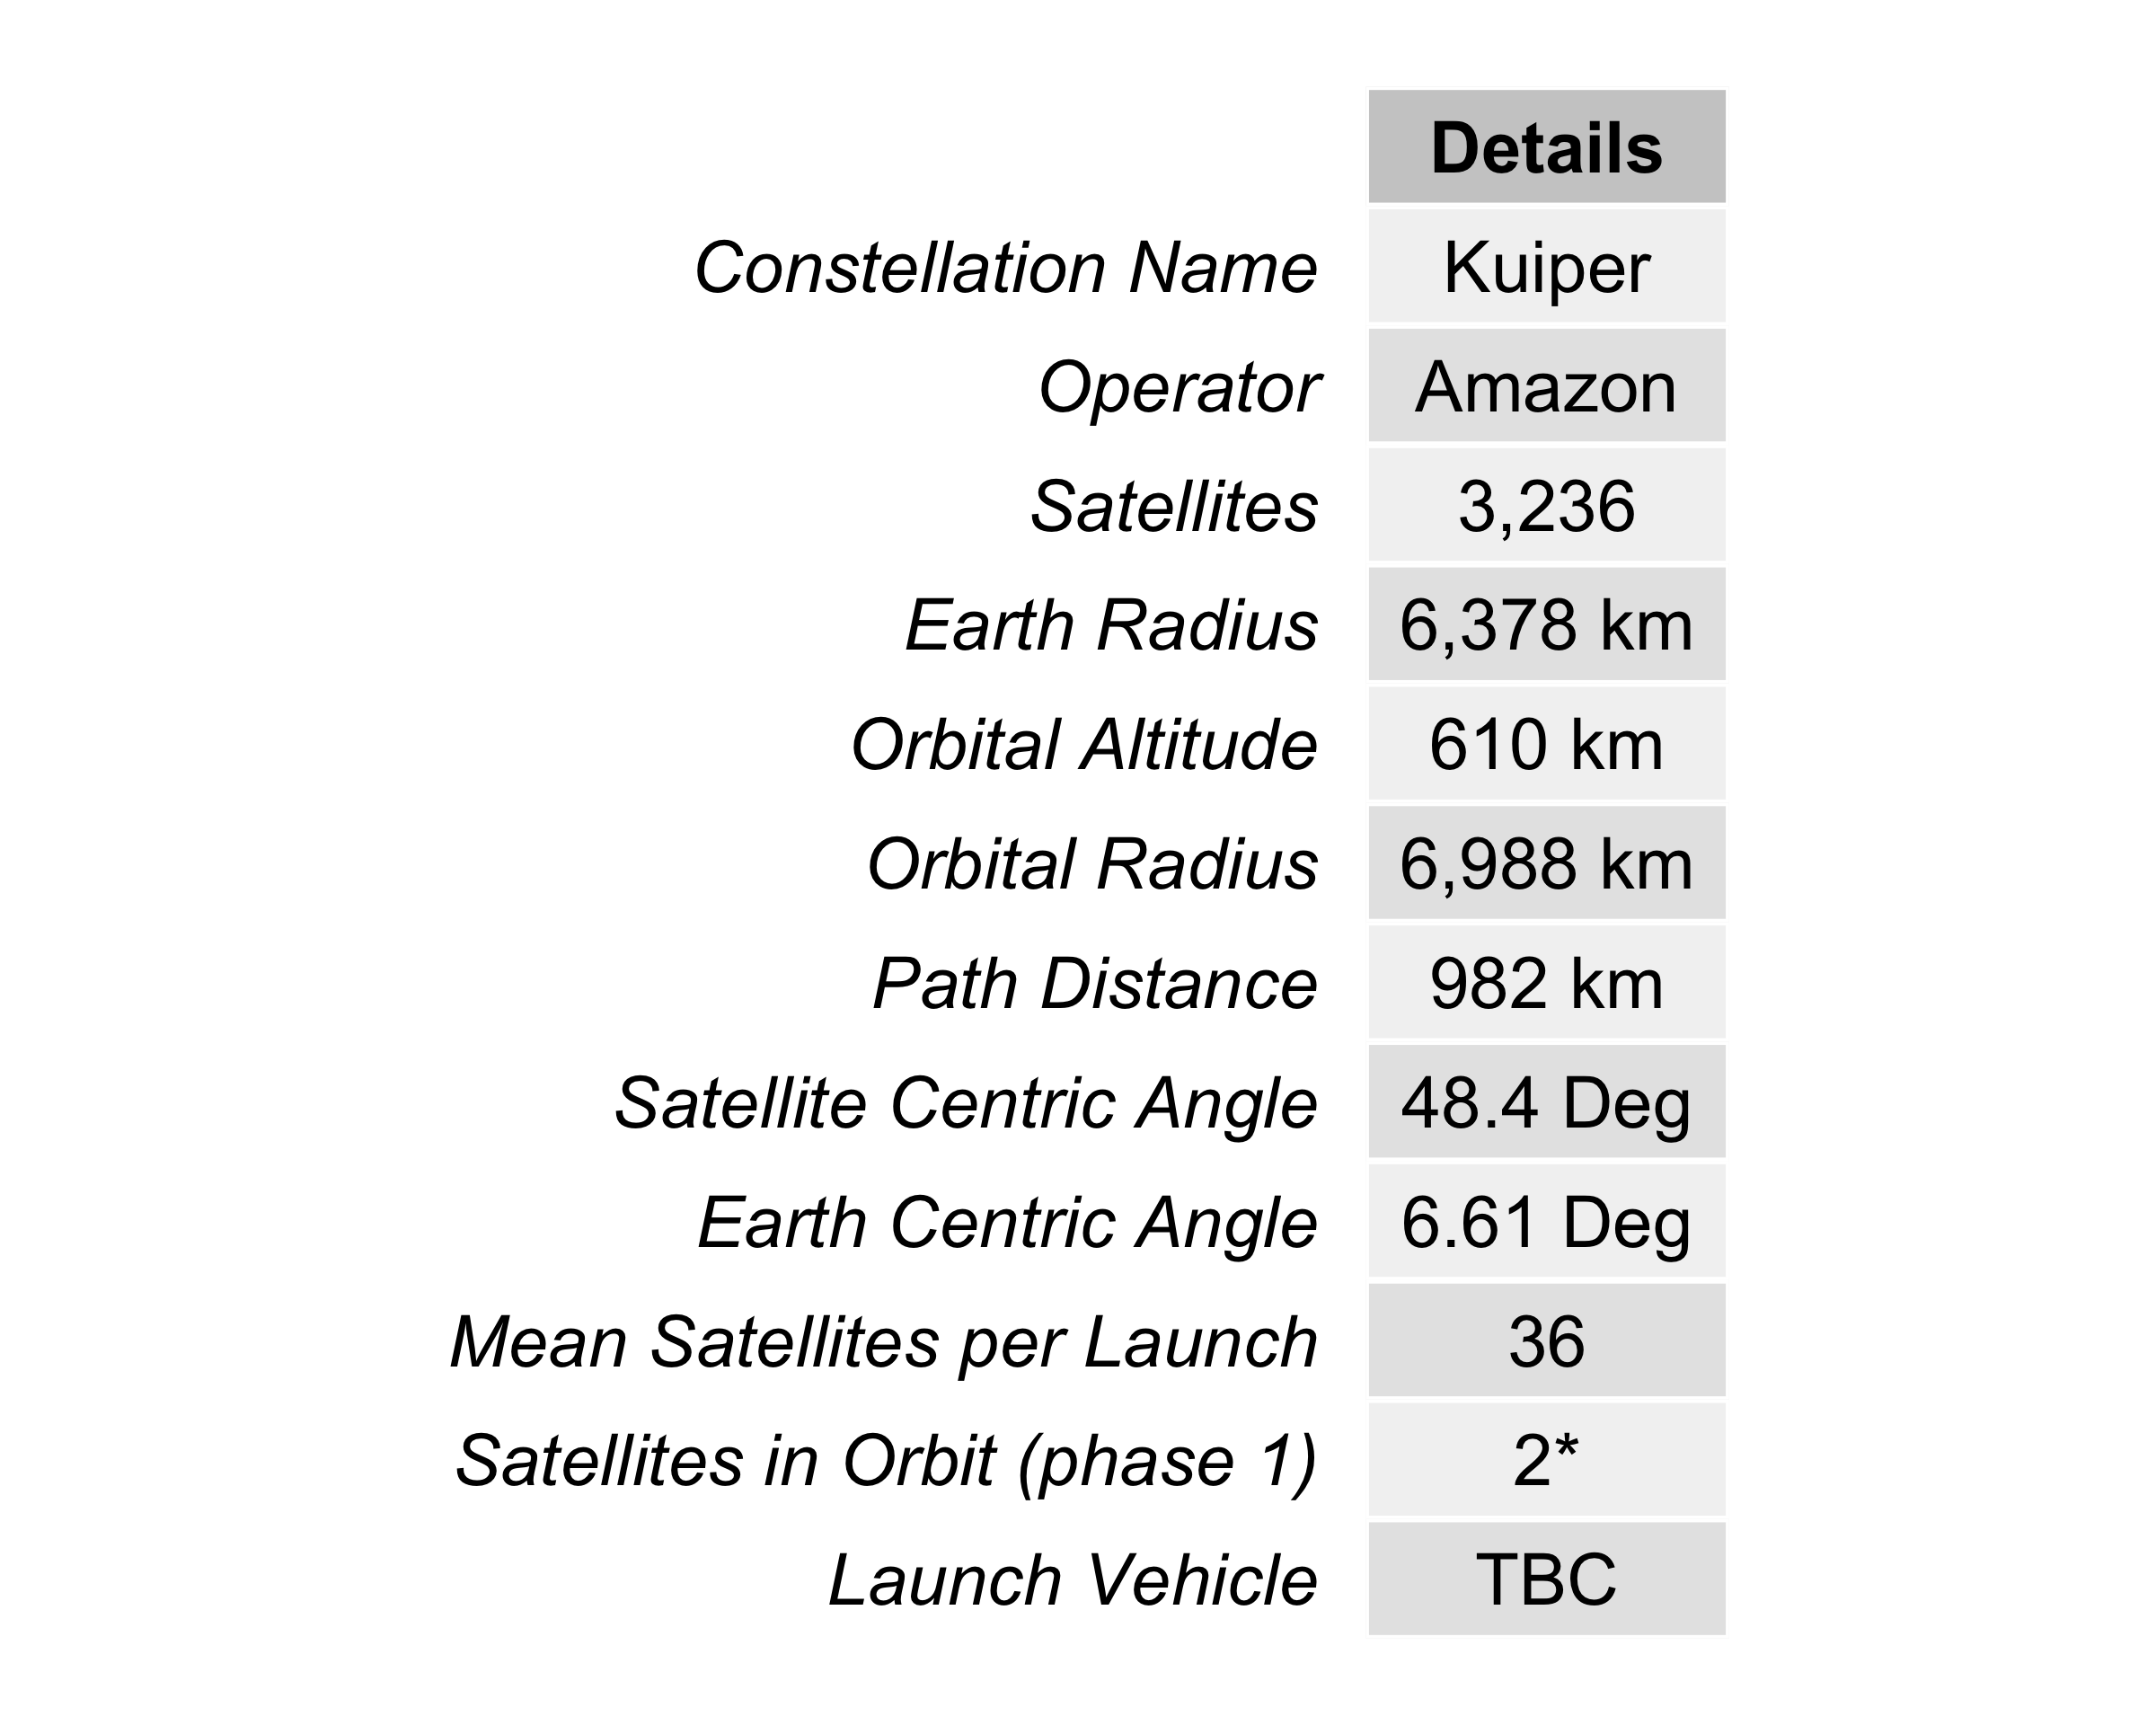 Details
Constellation Name Kuiper
Operator Amazon
Satellites 3,236
Earth Radius 6,378 km
Orbital Altitude 610 km
Orbital Radius 6,988 km
Path Distance 982 km
Satellite Centric Angle 48.4 Deg
Earth Centric Angle 6.61 Deg
Mean Satellites per Launch 36
Satellites in Orbit (phase 1) 2*
Launch Vehicle TBC